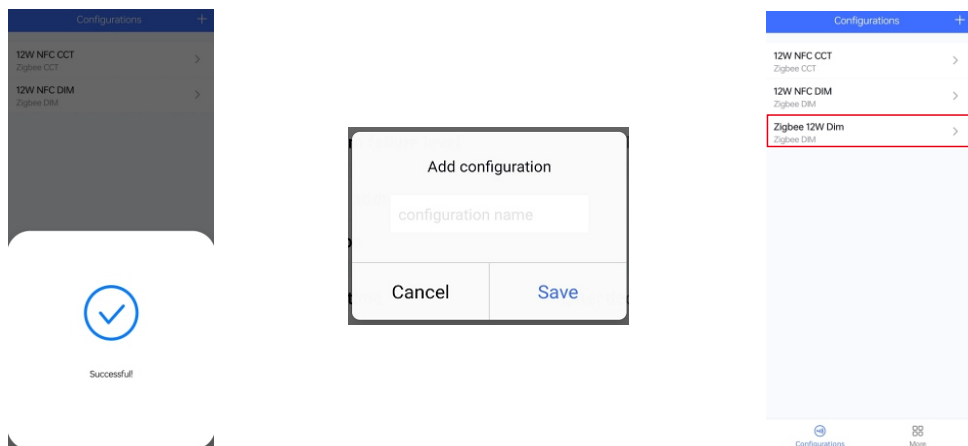 Configurations +
12W NFC CCT
Zigbee CCT
12W NFC DIM
Zigbee DIM
Successful!
Add configuration
configuration name
Cancel
Save
Configurations +
12W NFC CCT
Zigbee CCT
12W NFC DIM
Zigbee DIM
Zigbee 12W Dim
Zigbee DIM
Configurations
More